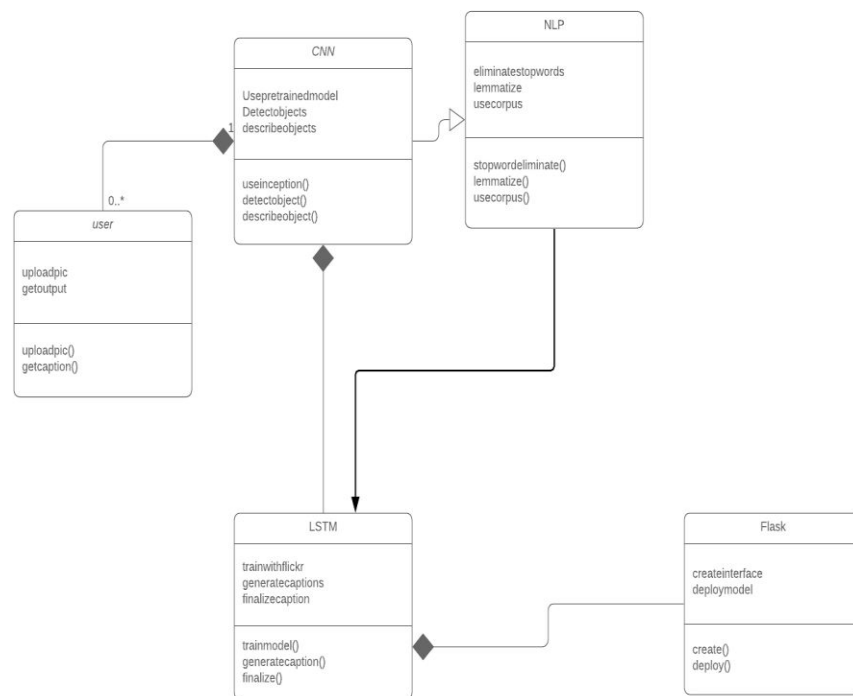 CNN
Usepretrainedmodel
Detectobjects
describeobjects
useinception()
detectobject()
describeobject()
NLP
eliminatestopwords
lemmatize
usecorpus
stopwordeliminate()
lemmatize()
usecorpus()
1
0..*
user
uploadpic
getoutput
uploadpic()
getcaption()
LSTM
trainwithflickr
generatecaptions
finalizecaption
trainmodel()
generatecaption()
finalize()
Flask
createinterface
deploymodel
create()
deploy()